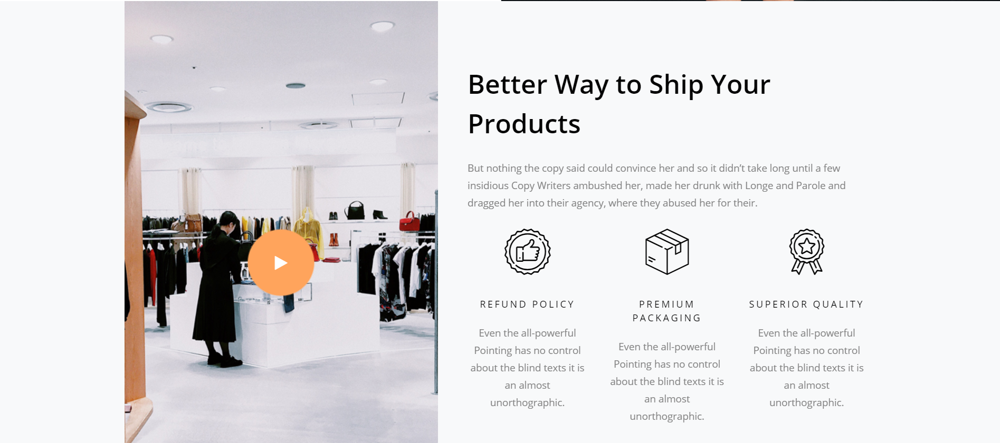 Better Way to Ship Your
Products
But nothing the copy said could convince her and so it didn’t take long until a few
insidious Copy Writers ambushed her, made her drunk with Longe and Parole and
dragged her into their agency, where they abused her for their.
REFUND POLICY
Even the all-powerful
Pointing has no control
about the blind texts it is
an almost
unorthographic.
PREMIUM
PACKAGING
Even the all-powerful
Pointing has no control
about the blind texts it is
an almost
unorthographic.
SUPERIOR QUALITY
Even the all-powerful
Pointing has no control
about the blind texts it is
an almost
unorthographic.